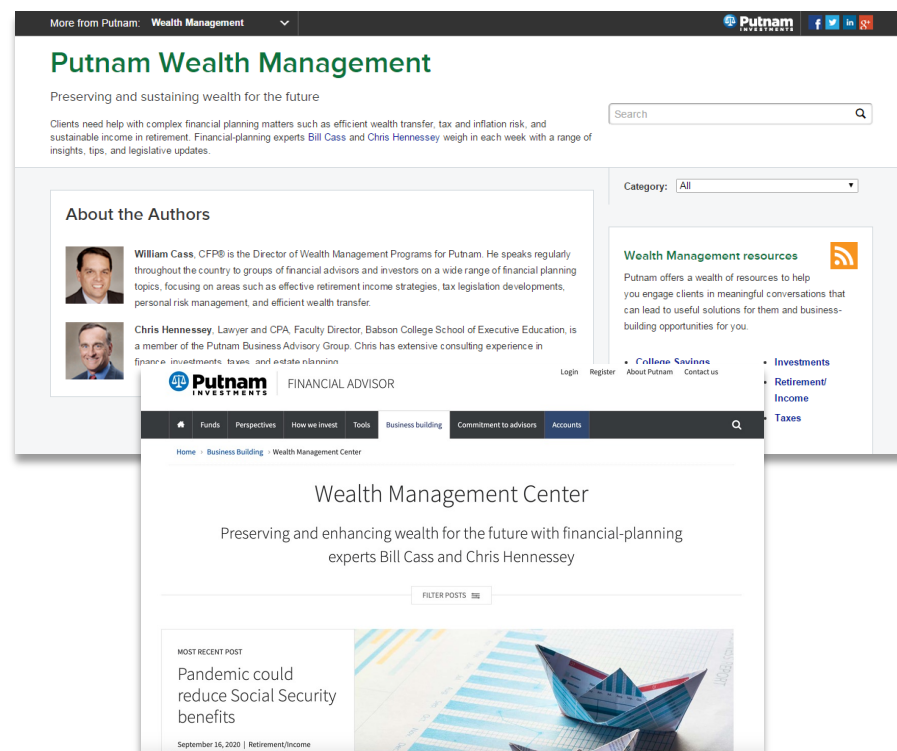 More from Putnam: Wealth Management
Putnam
INVESTMENTS
Putnam Wealth Management
Preserving and sustaining wealth for the future
Clients need help with complex financial planning matters such as efficient wealth transfer, tax and inflation risk, and
sustainable income in retirement. Financial-planning experts Bill Cass and Chris Hennessey weigh in each week with a range of
insights, tips, and legislative updates.
Search
Category: All
About the Authors
William Cass, CFP® is the Director of Wealth Management Programs for Putnam. He speaks regularly
throughout the country to groups of financial advisors and investors on a wide range of financial planning
topics, focusing on areas such as effective retirement income strategies, tax legislation developments,
personal risk management, and efficient wealth transfer.
Chris Hennessey, Lawyer and CPA, Faculty Director, Babson College School of Executive Education, is
a member of the Putnam Business Advisory Group. Chris has extensive consulting experience in
finance, investments, taxes, and estate planning.
Wealth Management resources
Putnam offers a wealth of resources to help
you engage clients in meaningful conversations that
can lead to useful solutions for them and business-
building opportunities for you.
• College Savings
• Investments
• Retirement/
Income
• Taxes
Putnam
INVESTMENTS
FINANCIAL ADVISOR
Login Register About Putnam Contact us
Funds Perspectives How we invest Tools Business building Commitment to advisors Accounts
Home › Business Building › Wealth Management Center
Wealth Management Center
Preserving and enhancing wealth for the future with financial-planning
experts Bill Cass and Chris Hennessey
FILTER POSTS
MOST RECENT POST
Pandemic could
reduce Social Security
benefits
September 16, 2020 | Retirement/Income